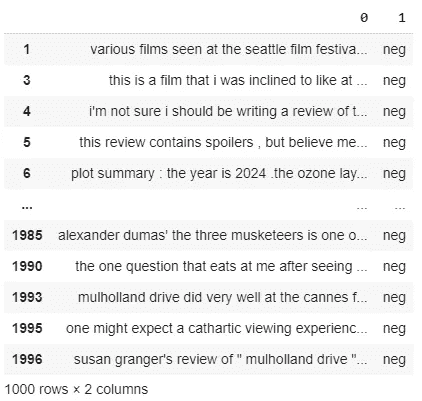 0 1
1 various films seen at the seattle film festiva... neg
3 this is a film that i was inclined to like at ... neg
4 i'm not sure i should be writing a review of t... neg
5 this review contains spoilers , but believe me... neg
6 plot summary : the year is 2024 .the ozone lay... neg
... ... ...
1985 alexander dumas' the three musketeers is one o... neg
1990 the one question that eats at me after seeing ... neg
1993 mulholland drive did very well at the cannes f... neg
1995 one might expect a cathartic viewing experienc... neg
1996 susan granger's review of " mulholland drive "... neg
1000 rows × 2 columns